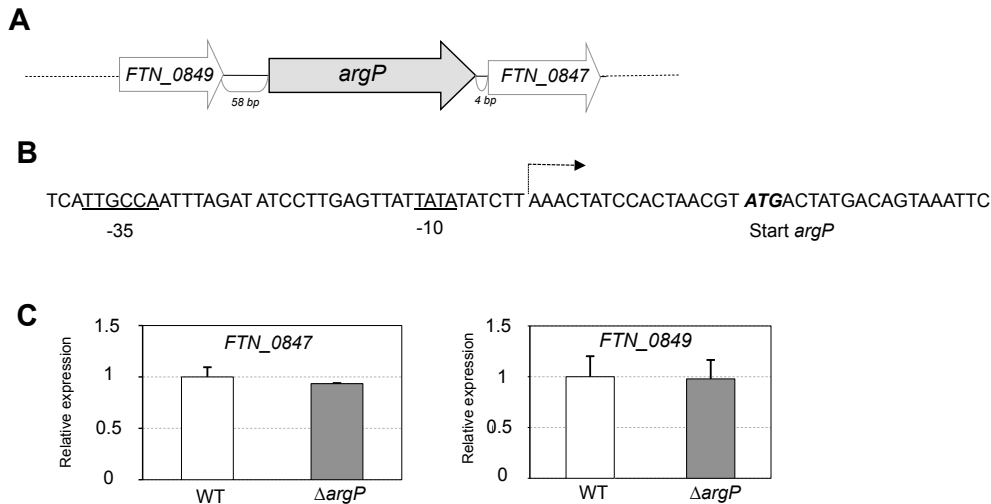 A
FTN_0849 argP FTN_0847
58 bp 4 bp
B
TCATTGCCAATTTAGAT ATCCTTGAGTTATTATATATCTT AAACTATCCACTAACGT ATGACTATGACAGTAAATTC
-35 -10 Start argP
C
Relative expression
1.5
1
0.5
0
FTN_0847
WT ΔargP
Relative expression
1.5
1
0.5
0
FTN_0849
WT ΔargP